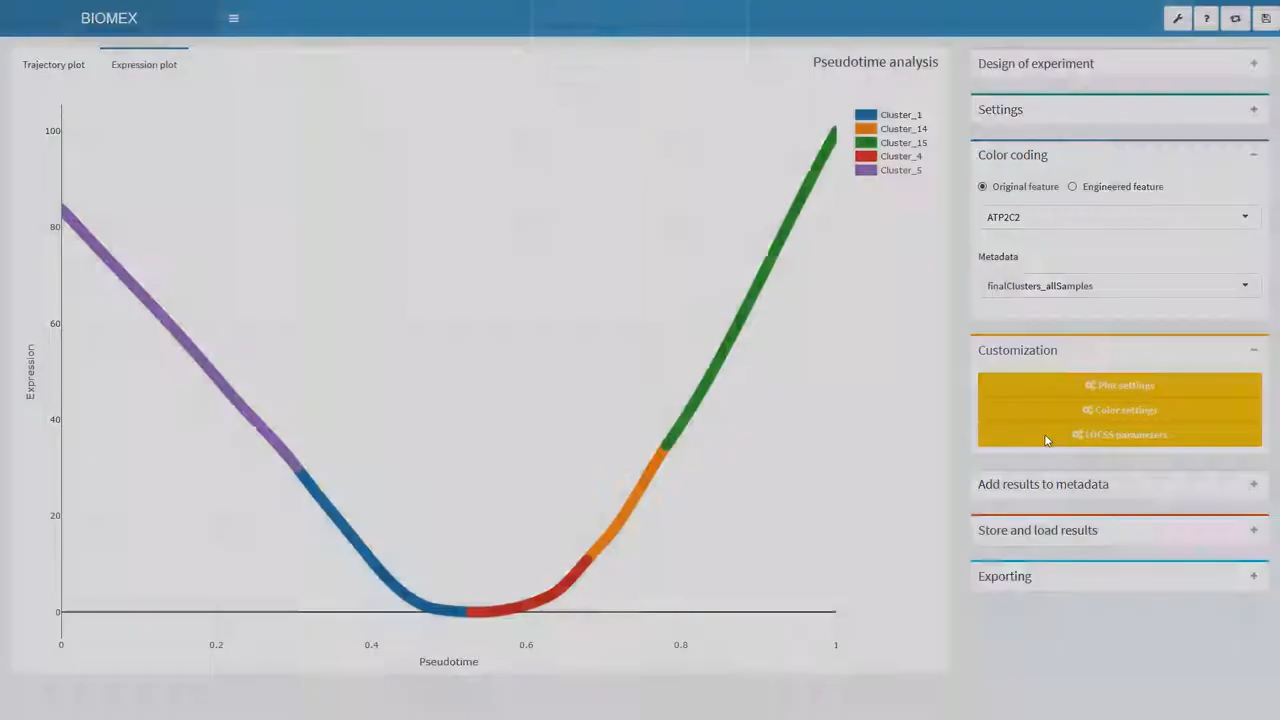 BIOMEX
Trajectory plot
Expression plot
Pseudotime analysis
100
80
60
40
20
0
Expression
0
0.2
0.4
0.6
0.8
1
Pseudotime
Cluster_1
Cluster_14
Cluster_15
Cluster_4
Cluster_5
?
Design of experiment
Settings
Color coding
Original feature
Engineered feature
ATP2C2
Metadata
finalClusters_allSamples
Customization
Plot settings
Color settings
LOESS parameters
Add results to metadata
Store and load results
Exporting